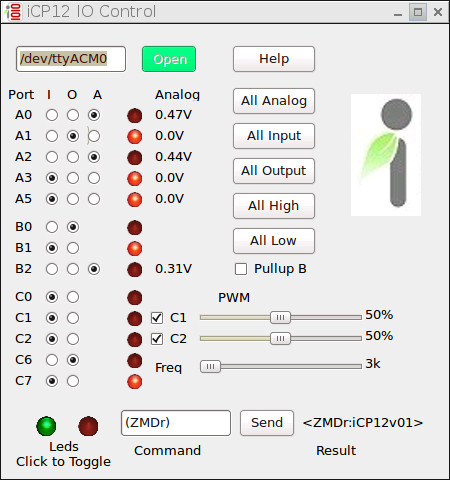 iCP12 IO Control
/dev/ttyACM0 Open Help
Port I O A Analog
A0 0.47V
A1 0.0V
A2 0.44V
A3 0.0V
A5 0.0V
B0
B1
B2 0.31V
C0
C1
C2
C6
C7
All Analog
All Input
All Output
All High
All Low
Pullup B
PWM
C1 50%
C2 50%
Freq 3k
(ZMDr) Send <ZMDr:iCP12v01>
Leds
Click to Toggle
Command
Result